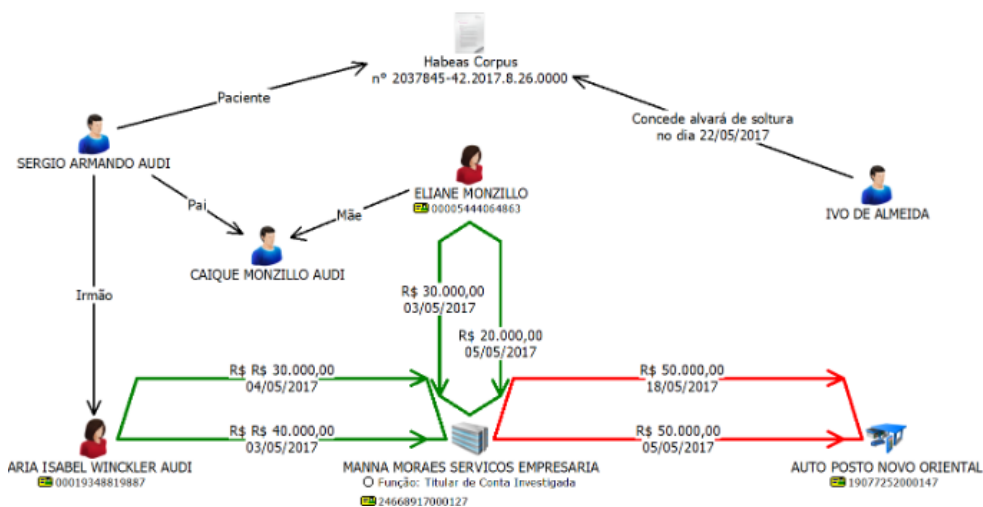 Habeas Corpus
nº 2037845-42.2017.8.26.0000
Paciente
Concede alvará de soltura
no dia 22/05/2017
SERGIO ARMANDO AUDI
ELIANE MONZILLO
00005444064863
IVO DE ALMEIDA
Pai
Mãe
CAIQUE MONZILLO AUDI
Irmão
R$ 30.000,00
03/05/2017
R$ 20.000,00
05/05/2017
R$ R$ 30.000,00
04/05/2017
R$ 50.000,00
18/05/2017
R$ R$ 40.000,00
03/05/2017
R$ 50.000,00
05/05/2017
ARIA ISABEL WINCKLER AUDI
00019348819887
MANNA MORAES SERVICOS EMPRESARIA
Função: Titular de Conta Investigada
24668917000127
AUTO POSTO NOVO ORIENTAL
19077252000147